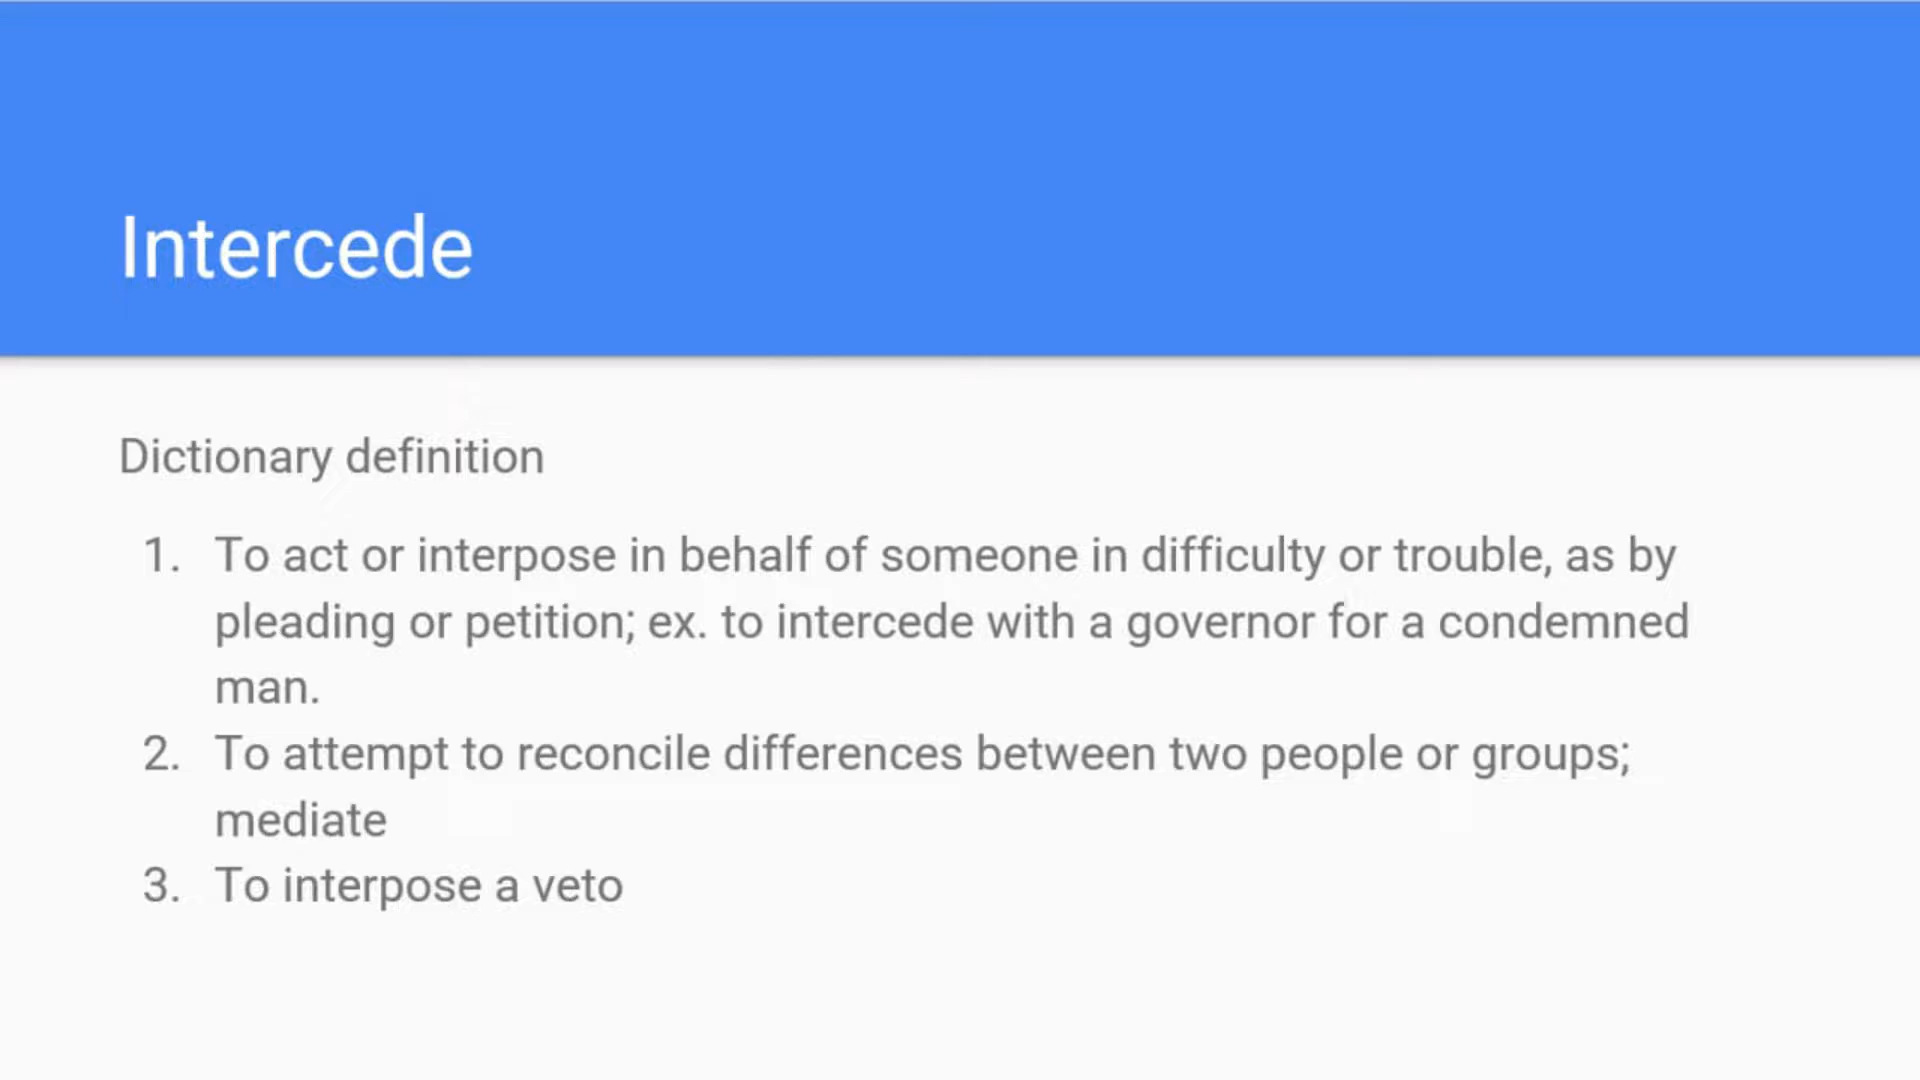 Intercede
Dictionary definition
1. To act or interpose in behalf of someone in difficulty or trouble, as by
pleading or petition; ex. to intercede with a governor for a condemned
man.
2. To attempt to reconcile differences between two people or groups;
mediate
3. To interpose a veto